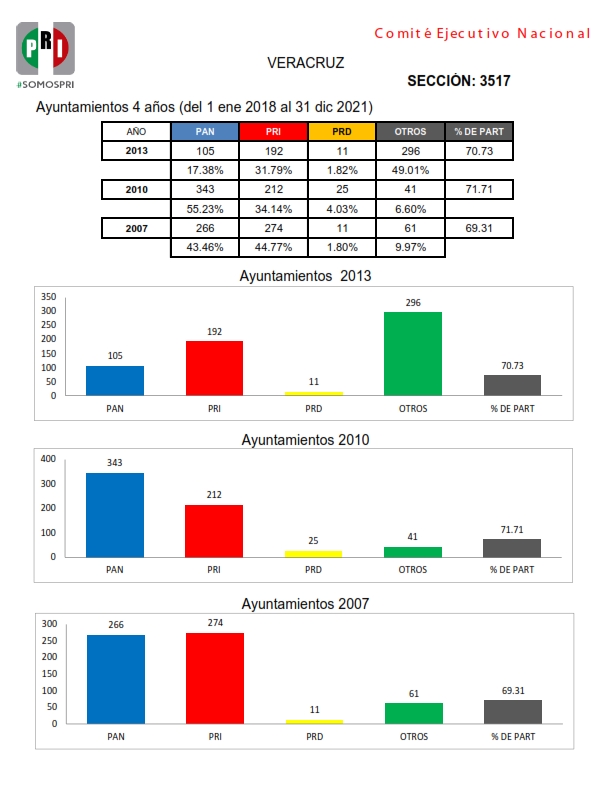 Comité Ejecutivo Nacional
PRI
#SOMOSPRI
VERACRUZ
SECCIÓN: 3517
Ayuntamientos 4 años (del 1 ene 2018 al 31 dic 2021)
AÑO PAN PRI PRD OTROS % DE PART
2013 105 192 11 296 70.73
17.38% 31.79% 1.82% 49.01%
2010 343 212 25 41 71.71
55.23% 34.14% 4.03% 6.60%
2007 266 274 11 61 69.31
43.46% 44.77% 1.80% 9.97%
Ayuntamientos 2013
350
300
250
200
150
100
50
0
105 192 11 296 70.73
PAN PRI PRD OTROS % DE PART
Ayuntamientos 2010
400
300
200
100
0
343 212 25 41 71.71
PAN PRI PRD OTROS % DE PART
Ayuntamientos 2007
300
250
200
150
100
50
0
266 274 11 61 69.31
PAN PRI PRD OTROS % DE PART